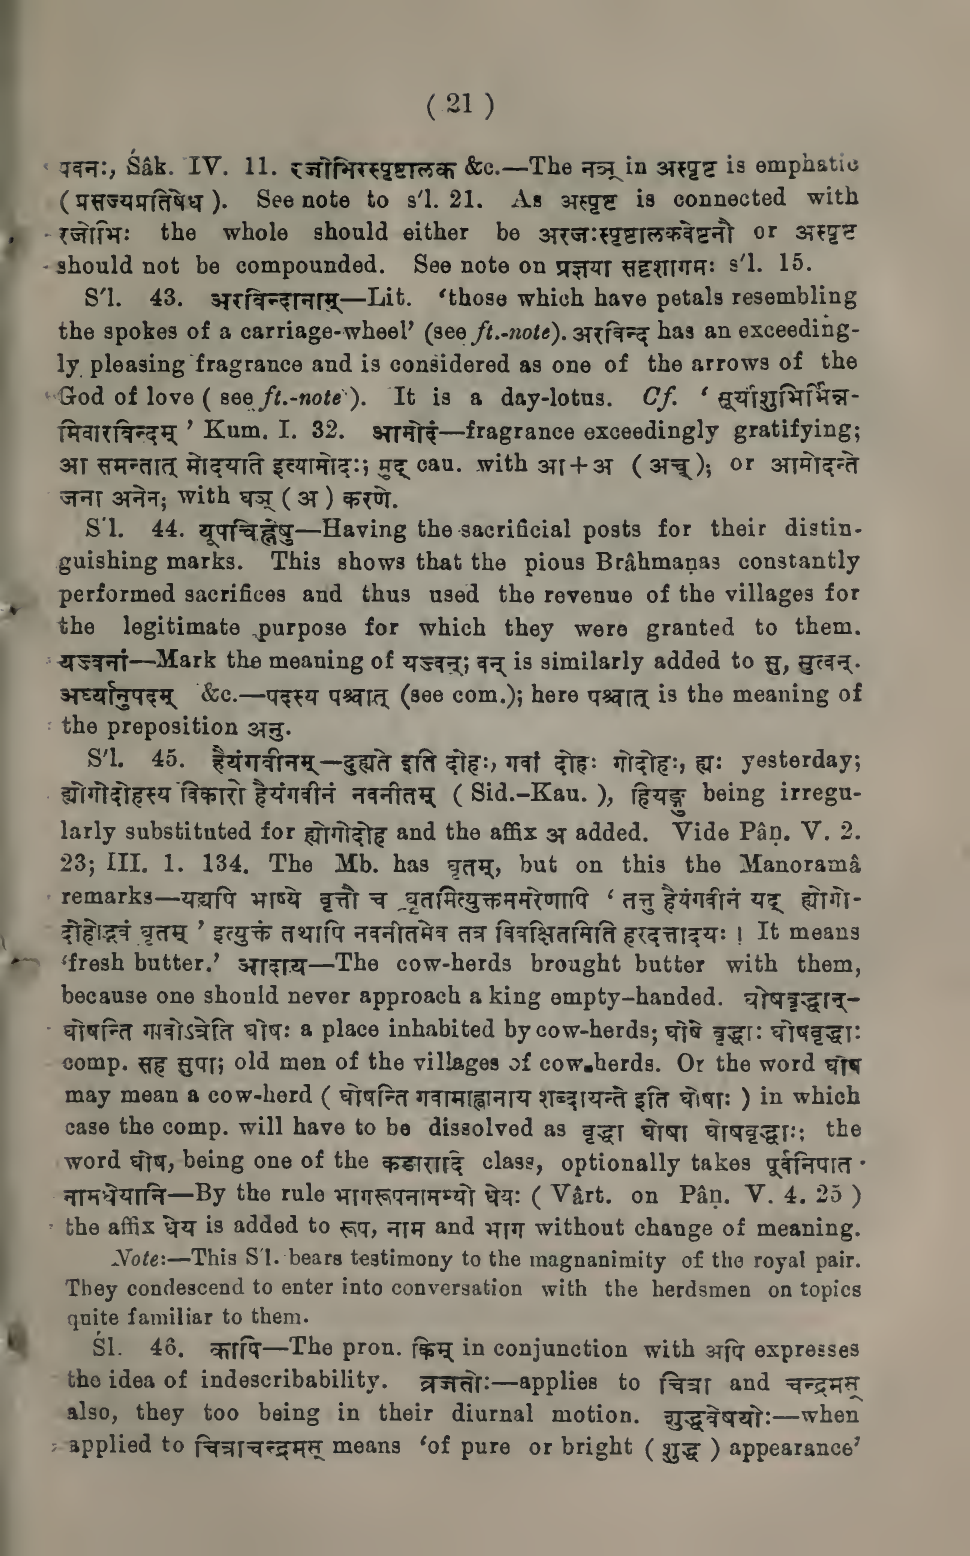 ( 21 )
पवनः, Śâk. IV. 11. रजोभिरस्पृष्टालक &c.—The नञ् in अस्पृष्ट is emphatic
( प्रसज्यप्रतिषेध ). See note to s'l. 21. As अस्पृष्ट is connected with
रजोभिः the whole should either be अरजःस्पृष्टालकवेष्टनौ or अस्पृष्ट
should not be compounded. See note on प्रज्ञया सदृशागमः s'l. 15.
S'l. 43. अरविन्दानाम्—Lit. ‘those which have petals resembling
the spokes of a carriage-wheel’ (see ft.-note). अरविन्द has an exceeding-
ly pleasing fragrance and is considered as one of the arrows of the
God of love ( see ft.-note ). It is a day-lotus. Cf. ‘ सूर्याशुभिर्भिन्न-
मिवारविन्दम् ’ Kum. I. 32. आमोदं—fragrance exceedingly gratifying;
आ समन्तात् मोदयाति इत्यामोदः; मुद् cau. with आ+अ ( अच् ); or आमोदन्ते
जना अनेन; with घञ् ( अ ) करणे.
S'l. 44. यूपचिह्नेषु—Having the sacrificial posts for their distin-
guishing marks. This shows that the pious Brâhmaṇas constantly
performed sacrifices and thus used the revenue of the villages for
the legitimate purpose for which they were granted to them.
यज्वनां—Mark the meaning of यज्वन्; वन् is similarly added to सु, सुत्वन्.
अर्घ्यानुपदम् &c.—पदस्य पश्चात् (see com.); here पश्चात् is the meaning of
the preposition अनु.
S'l. 45. हैयंगवीनम्—दुह्यते इति दोहः, गवां दोहः गोदोहः, ह्यः yesterday;
ह्योगोदोहस्य विकारो हैयंगवीनं नवनीतम् ( Sid.-Kau. ), हियङ्गु being irregu-
larly substituted for ह्योगोदोह and the affix अ added. Vide Pâṇ. V. 2.
23; III. 1. 134. The Mb. has घृतम्, but on this the Manoramâ
remarks—यद्यपि भाष्ये वृत्तौ च घृतमित्युक्तममरेणापि ‘ तत्तु हैयंगवीनं यद् ह्योगो-
दोहोद्भवं घृतम् ’ इत्युक्तं तथापि नवनीतमेव तत्र विवक्षितमिति हरदत्तादयः । It means
‘fresh butter.’ आदाय—The cow-herds brought butter with them,
because one should never approach a king empty-handed. घोषवृद्धान्-
घोषन्ति गावोऽत्रेति घोषः a place inhabited by cow-herds; घोषे वृद्धाः घोषवृद्धाः
comp. सह सुपा; old men of the villages of cow-herds. Or the word घोष
may mean a cow-herd ( घोषन्ति गवामाह्वानाय शब्दायन्ते इति घोषाः ) in which
case the comp. will have to be dissolved as वृद्धा घोषा घोषवृद्धाः; the
word घोष, being one of the कडारादि class, optionally takes पूर्वनिपात.
नामधेयानि—By the rule भागरूपनामभ्यो धेयः ( Vârt. on Pâṇ. V. 4. 25 )
the affix धेय is added to रूप, नाम and भाग without change of meaning.
Note:—This S'l. bears testimony to the magnanimity of the royal pair.
They condescend to enter into conversation with the herdsmen on topics
quite familiar to them.
Śl. 46. कापि—The pron. किम् in conjunction with अपि expresses
the idea of indescribability. व्रजतोः—applies to चित्रा and चन्द्रमस्
also, they too being in their diurnal motion. शुद्धवेषयोः—when
applied to चित्राचन्द्रमस् means ‘of pure or bright ( शुद्ध ) appearance’